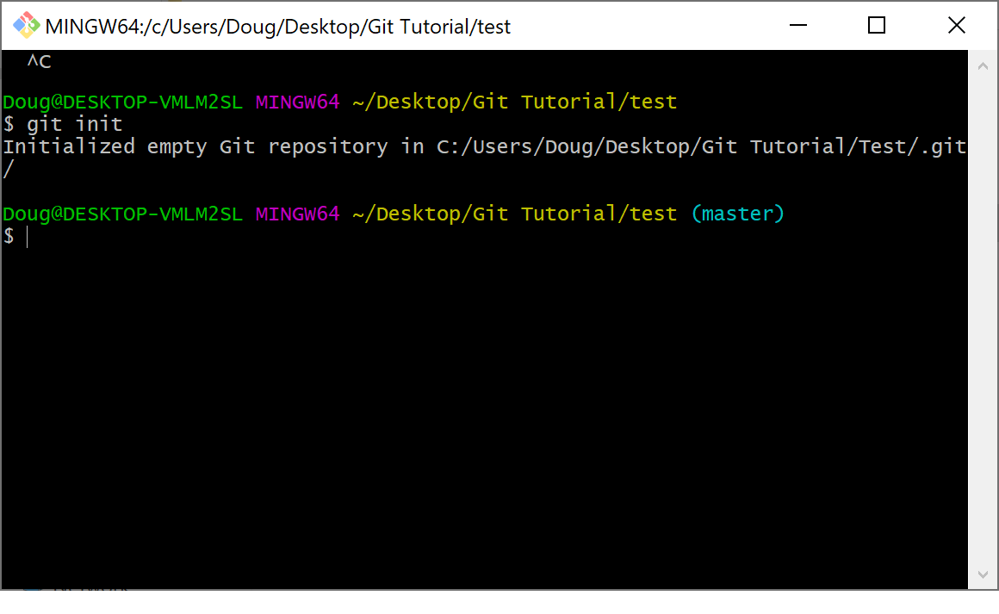 MINGW64:/c/Users/Doug/Desktop/Git Tutorial/test
^C
Doug@DESKTOP-VMLM2SL MINGW64 ~/Desktop/Git Tutorial/test
$ git init
Initialized empty Git repository in C:/Users/Doug/Desktop/Git Tutorial/Test/.git
/
Doug@DESKTOP-VMLM2SL MINGW64 ~/Desktop/Git Tutorial/test (master)
$